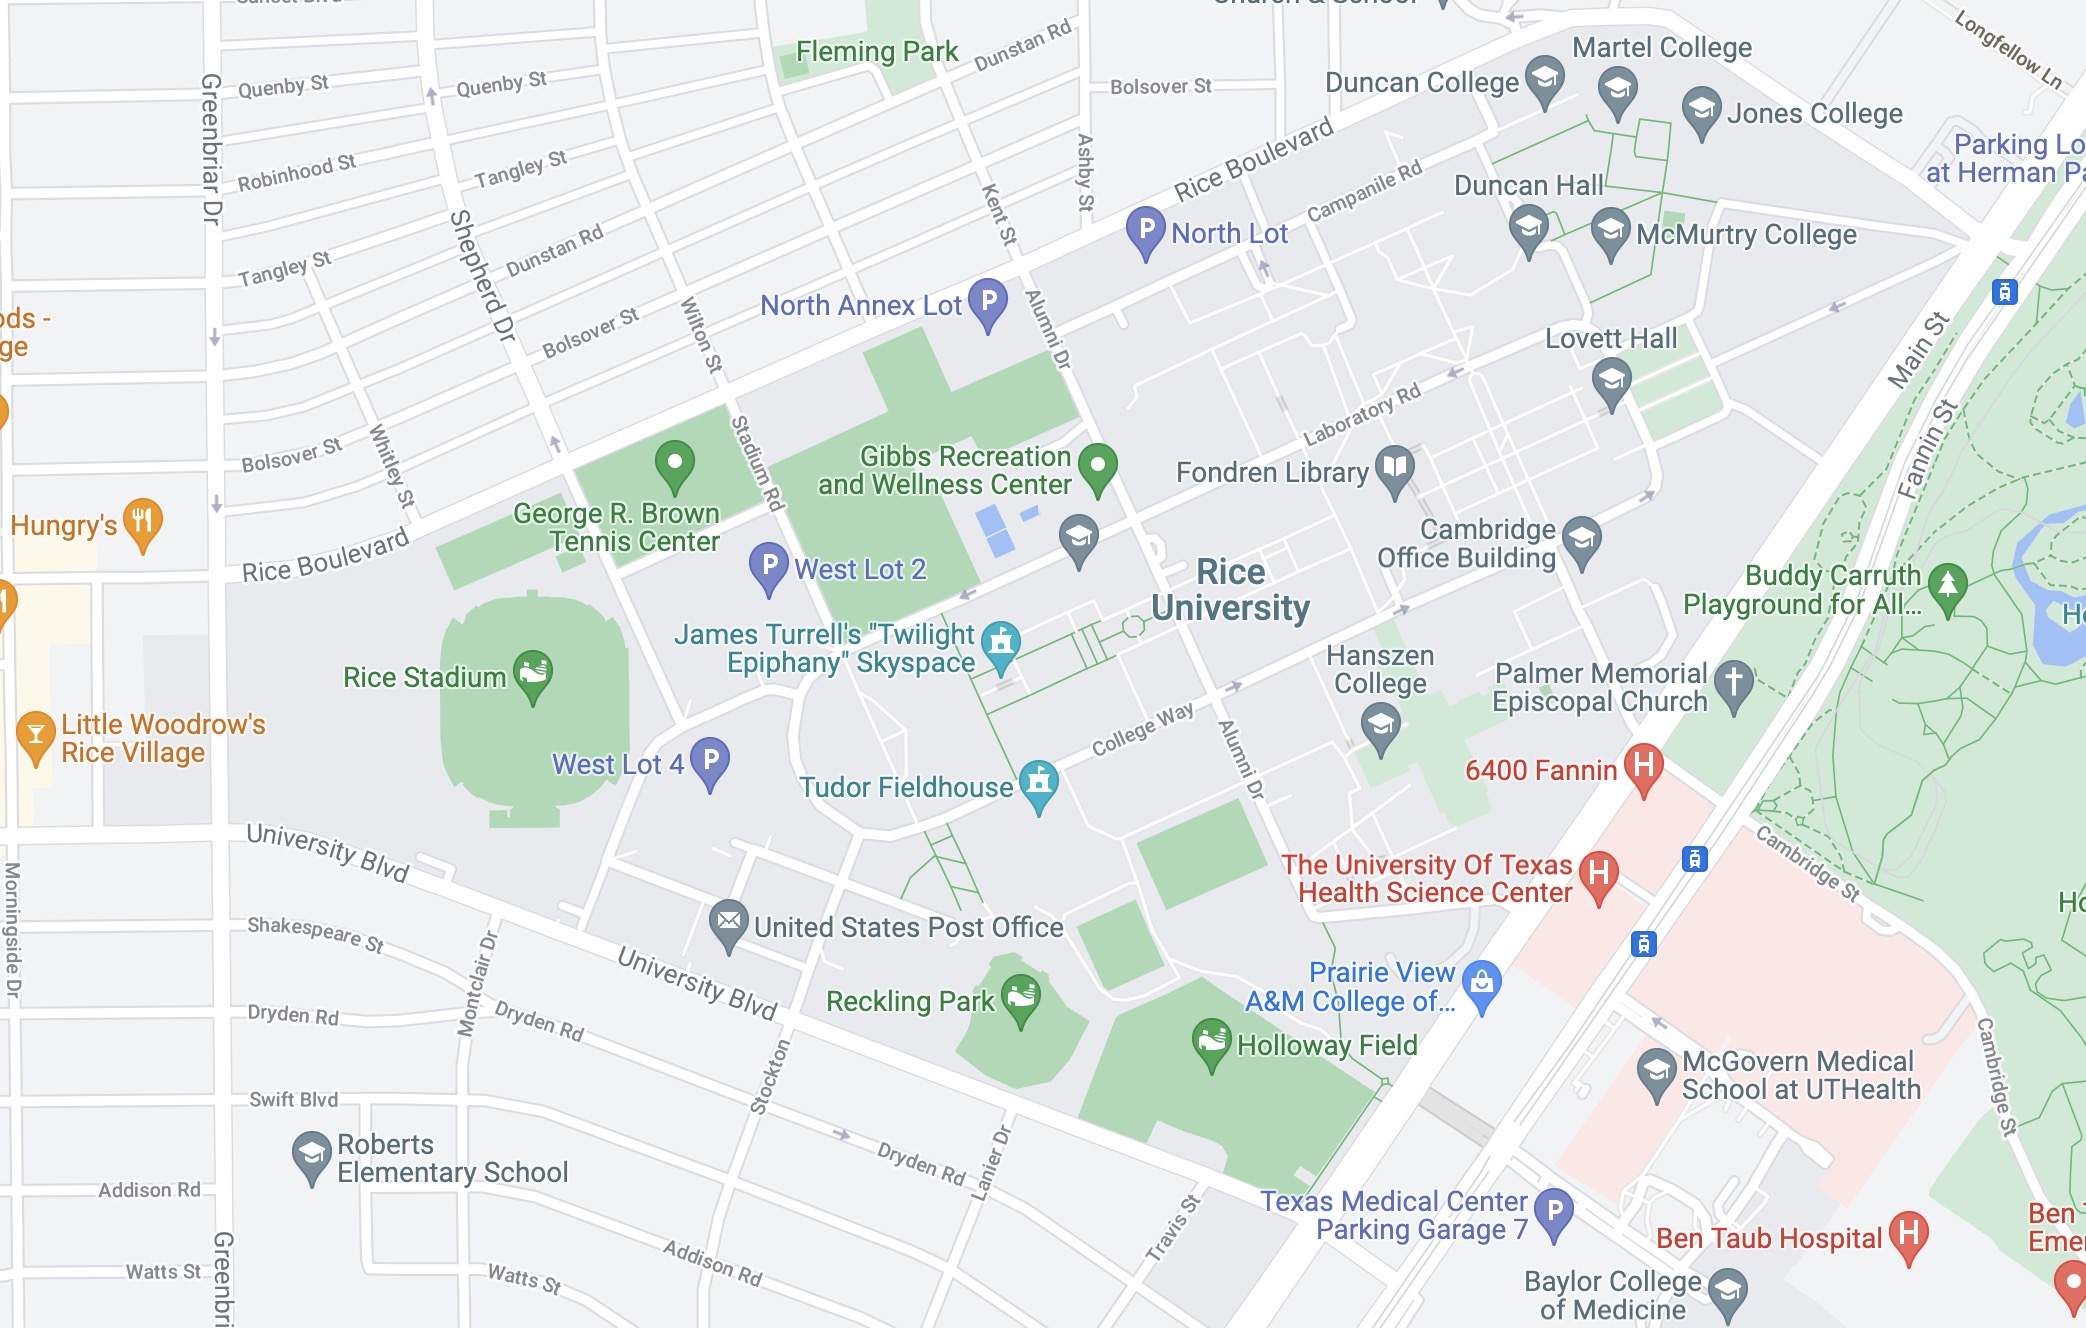 Fleming Park
Dunstan Rd
Martel College
Longfellow Ln
Duncan College
Jones College
Quenby St
Quenby St
Bolsover St
Greenbriar Dr
Rice Boulevard
Parking Lo
at Herman Pa
Robinhood St
Tangley St
Ashby St
Campanile Rd
Duncan Hall
McMurtry College
Kent St
North Lot
Shepherd Dr
Dunstan Rd
Tangley St
North Annex Lot
Alumni Dr
Wilton St
Bolsover St
Lovett Hall
Main St
ods -
ge
Laboratory Rd
Fannin St
Bolsover St
Whitley St
Stadium Rd
Gibbs Recreation
and Wellness Center
Fondren Library
Hungry's
George R. Brown
Tennis Center
Cambridge
Office Building
Rice Boulevard
West Lot 2
Rice
University
Buddy Carruth
Playground for All...
He
James Turrell's "Twilight
Epiphany" Skyspace
Rice Stadium
Hanszen
College
Palmer Memorial
Episcopal Church
Little Woodrow's
Rice Village
College Way
Alumni Dr
West Lot 4
Tudor Fieldhouse
6400 Fannin
University Blvd
Cambridge St
The University Of Texas
Health Science Center
Morningside Dr
Shakespeare St
United States Post Office
Ho
Montclair Dr
University Blvd
Prairie View
A&M College of...
Reckling Park
Dryden Rd
Dryden Rd
Holloway Field
McGovern Medical
School at UTHealth
Cambridge St
Stockton
Swift Blvd
Roberts
Elementary School
Dryden Rd
Lanier Dr
Addison Rd
Texas Medical Center
Parking Garage 7
Travis St
Ben Taub Hospital
Ben
Emer
Greenbri
Addison Rd
Watts St
Watts St
Baylor College
of Medicine